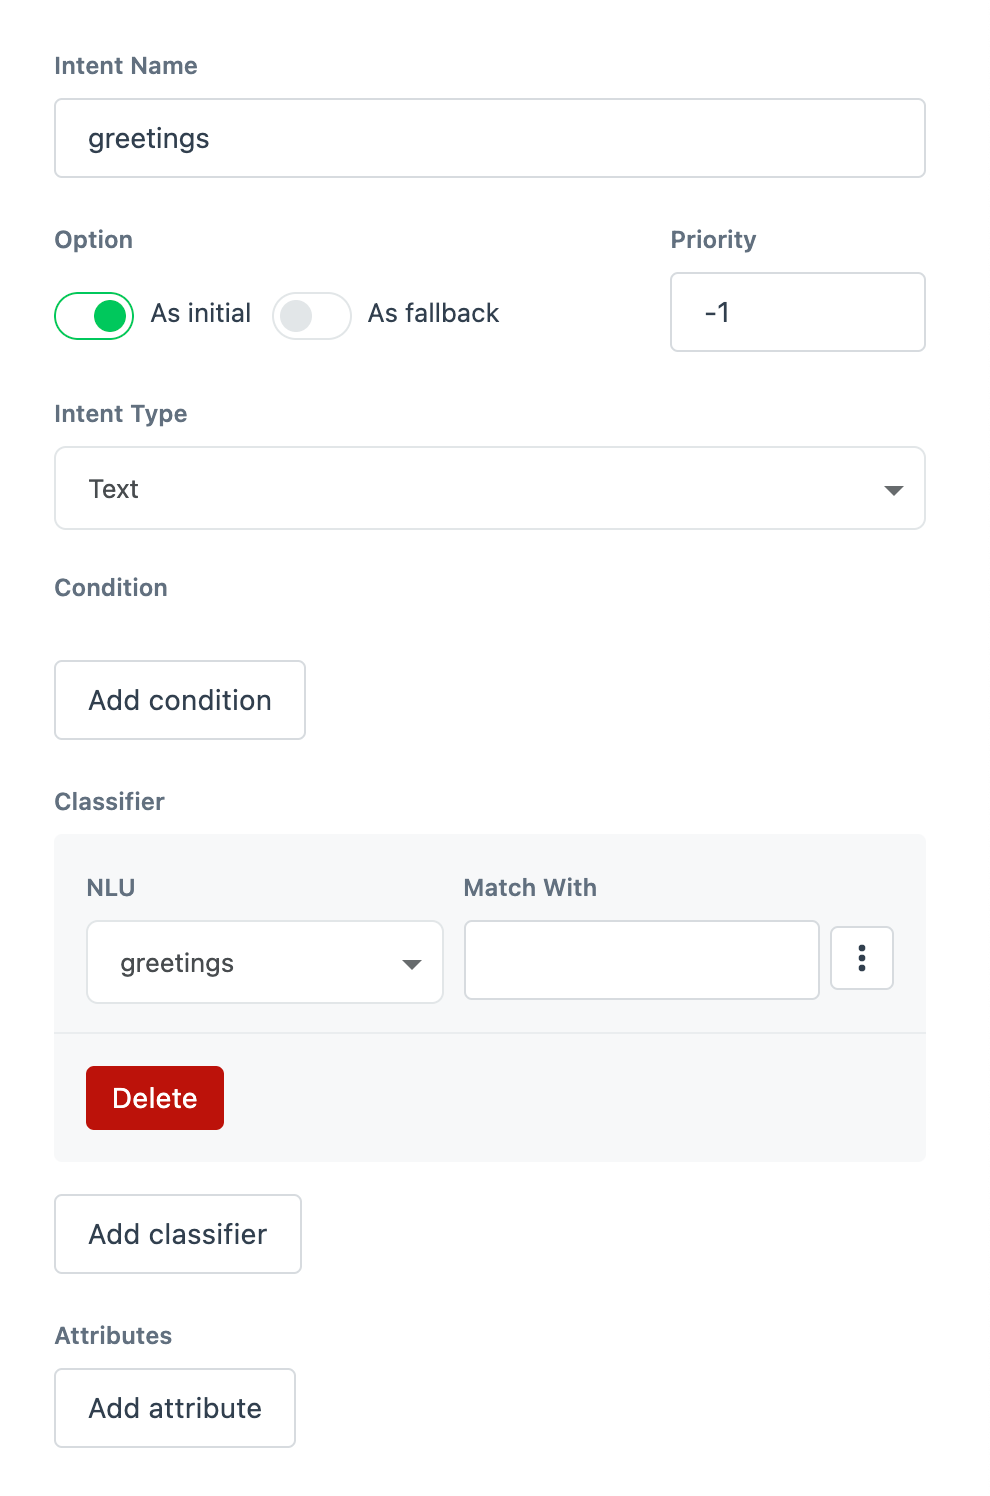 Intent Name
greetings
Option
Priority
As initial
As fallback
-1
Intent Type
Text
Condition
Add condition
Classifier
NLU
Match With
greetings
Delete
Add classifier
Attributes
Add attribute